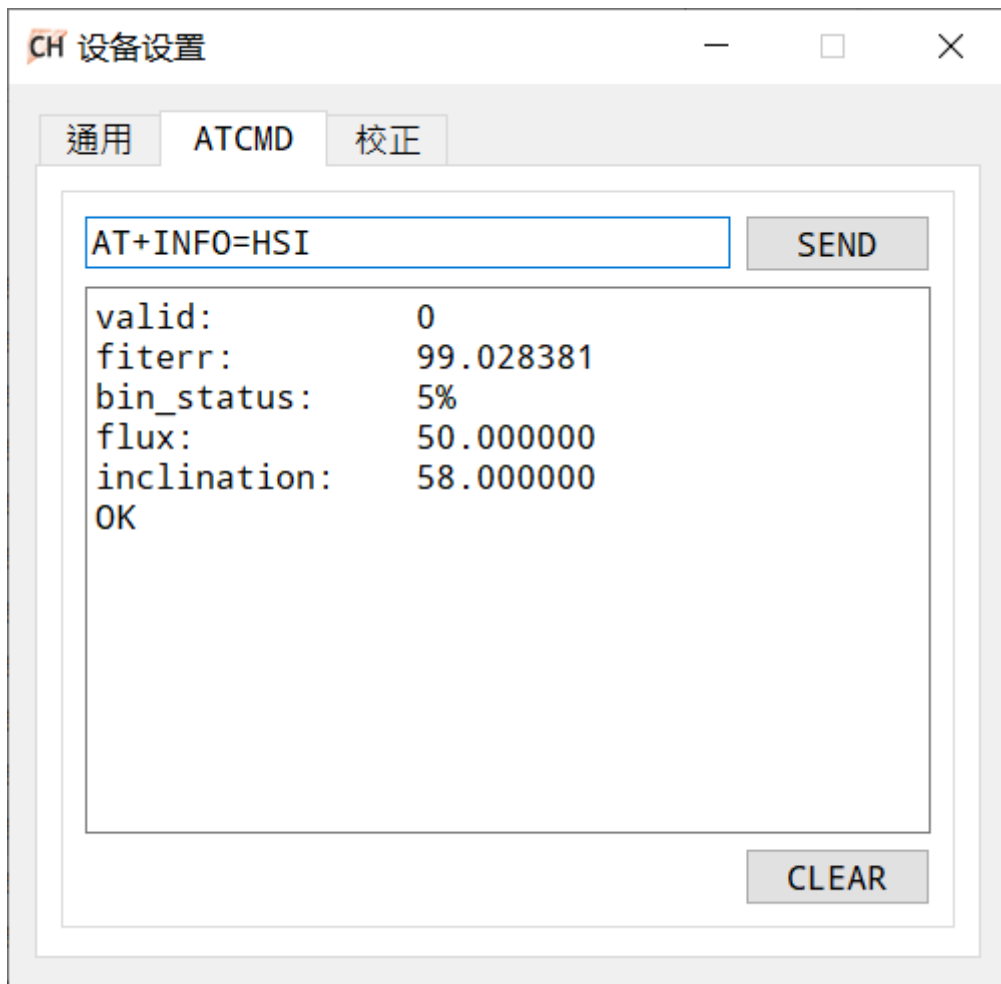 CH 设备设置
通用 ATCMD 校正
AT+INFO=HSI SEND
valid: 0
fiterr: 99.028381
bin_status: 5%
flux: 50.000000
inclination: 58.000000
OK
CLEAR